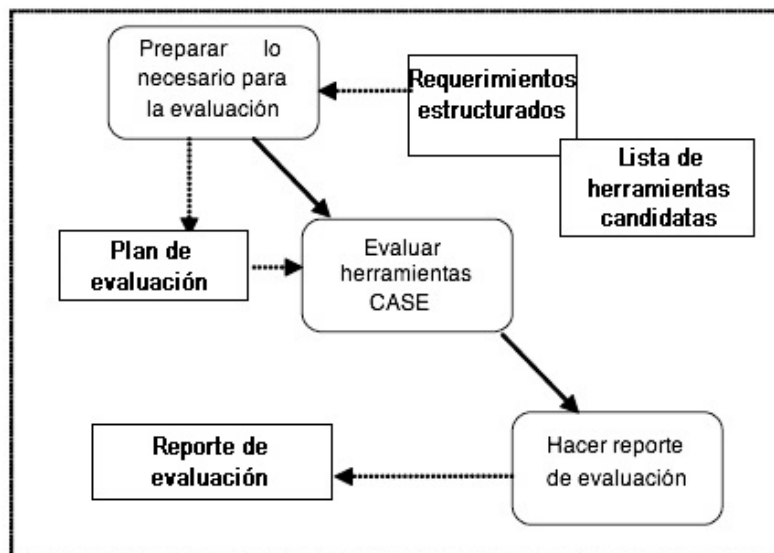 Preparar lo
necesario para
la evaluación
Requerimientos
estructurados
Lista de
herramientas
candidatas
Plan de
evaluación
Evaluar
herramientas
CASE
Hacer reporte
de evaluación
Reporte de
evaluación